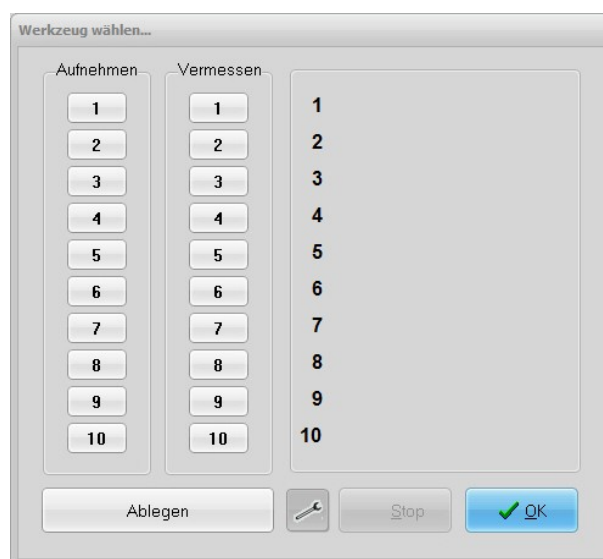 Werkzeug wählen...
Aufnehmen Vermessen
1 1 1
2 2 2
3 3 3
4 4 4
5 5 5
6 6 6
7 7 7
8 8 8
9 9 9
10 10 10
Ablegen Stop OK